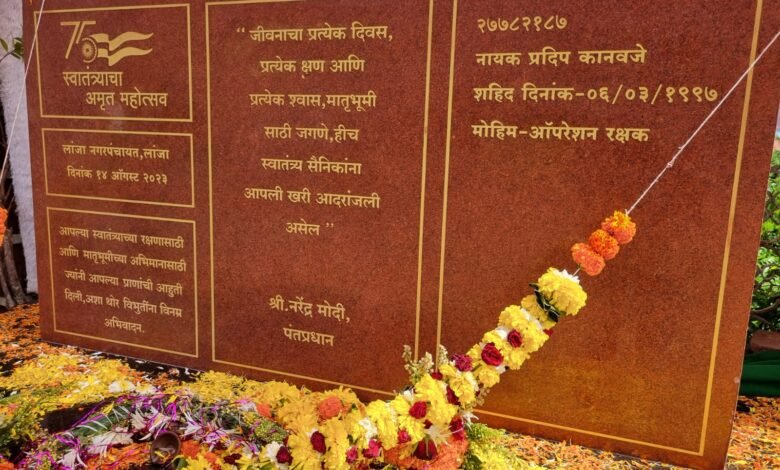 75
स्वातंत्र्याचा
अमृत महोत्सव
लांजा नगरपंचायत,लांजा
दिनांक १४ ऑगस्ट २०२३
आपल्या स्वातंत्र्याच्या रक्षणासाठी
आणि मातृभूमीच्या अभिमानासाठी
ज्यांनी आपल्या प्राणांची आहुती
दिली,अशा थोर विभुतींना विनम्र
अभिवादन.
“ जीवनाचा प्रत्येक दिवस,
प्रत्येक क्षण आणि
प्रत्येक श्वास,मातृभूमी
साठी जगणे,हीच
स्वातंत्र्य सैनिकांना
आपली खरी आदरांजली
असेल ”
श्री.नरेंद्र मोदी,
पंतप्रधान
२७७८२१८७
नायक प्रदिप कानवजे
शहिद दिनांक-०६/०३/१९९७
मोहिम-ऑपरेशन रक्षक